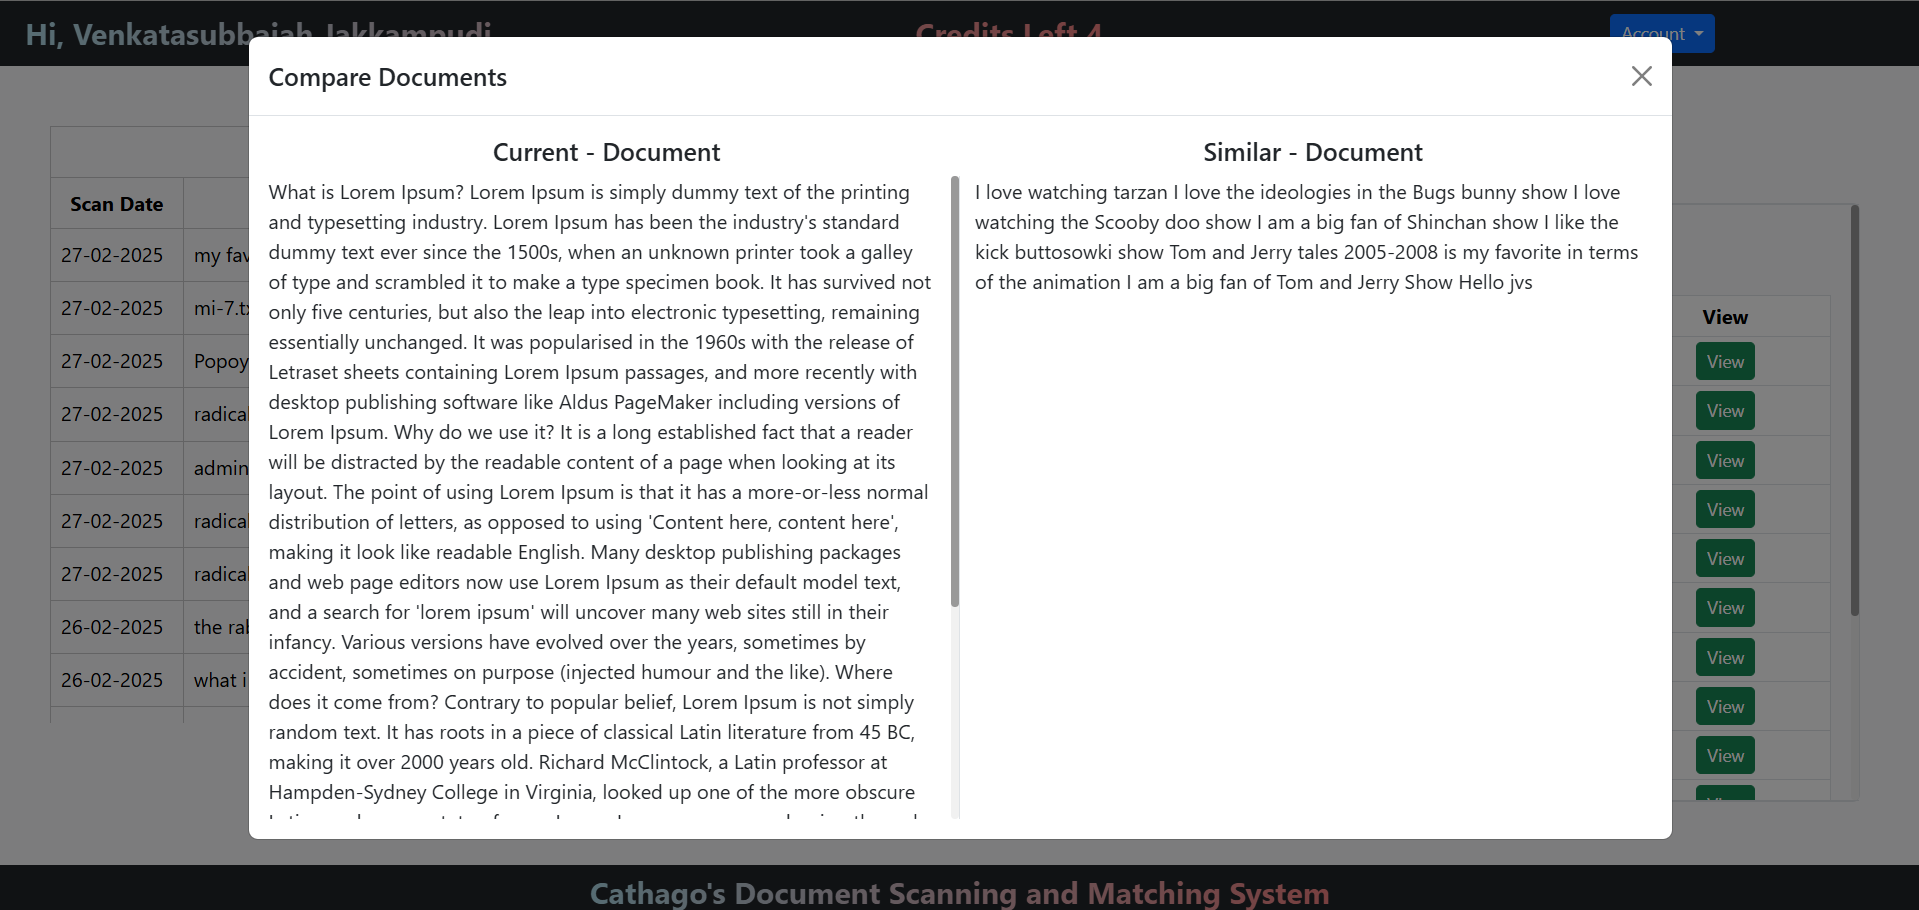 Hi, Venkatasubbaiah Jakkampudi
Credits Left 4
Account
Compare Documents
Current - Document
What is Lorem Ipsum? Lorem Ipsum is simply dummy text of the printing
and typesetting industry. Lorem Ipsum has been the industry's standard
dummy text ever since the 1500s, when an unknown printer took a galley
of type and scrambled it to make a type specimen book. It has survived not
only five centuries, but also the leap into electronic typesetting, remaining
essentially unchanged. It was popularised in the 1960s with the release of
Letraset sheets containing Lorem Ipsum passages, and more recently with
desktop publishing software like Aldus PageMaker including versions of
Lorem Ipsum. Why do we use it? It is a long established fact that a reader
will be distracted by the readable content of a page when looking at its
layout. The point of using Lorem Ipsum is that it has a more-or-less normal
distribution of letters, as opposed to using 'Content here, content here',
making it look like readable English. Many desktop publishing packages
and web page editors now use Lorem Ipsum as their default model text,
and a search for 'lorem ipsum' will uncover many web sites still in their
infancy. Various versions have evolved over the years, sometimes by
accident, sometimes on purpose (injected humour and the like). Where
does it come from? Contrary to popular belief, Lorem Ipsum is not simply
random text. It has roots in a piece of classical Latin literature from 45 BC,
making it over 2000 years old. Richard McClintock, a Latin professor at
Hampden-Sydney College in Virginia, looked up one of the more obscure
Similar - Document
I love watching tarzan I love the ideologies in the Bugs bunny show I love
watching the Scooby doo show I am a big fan of Shinchan show I like the
kick buttosowki show Tom and Jerry tales 2005-2008 is my favorite in terms
of the animation I am a big fan of Tom and Jerry Show Hello jvs
Scan Date
27-02-2025 my fav
27-02-2025 mi-7.t
27-02-2025 Popoy
27-02-2025 radical
27-02-2025 admin
27-02-2025 radical
27-02-2025 radical
26-02-2025 the
26-02-2025 what i
View
View
View
View
View
View
View
View
View
View
Cathago's Document Scanning and Matching System